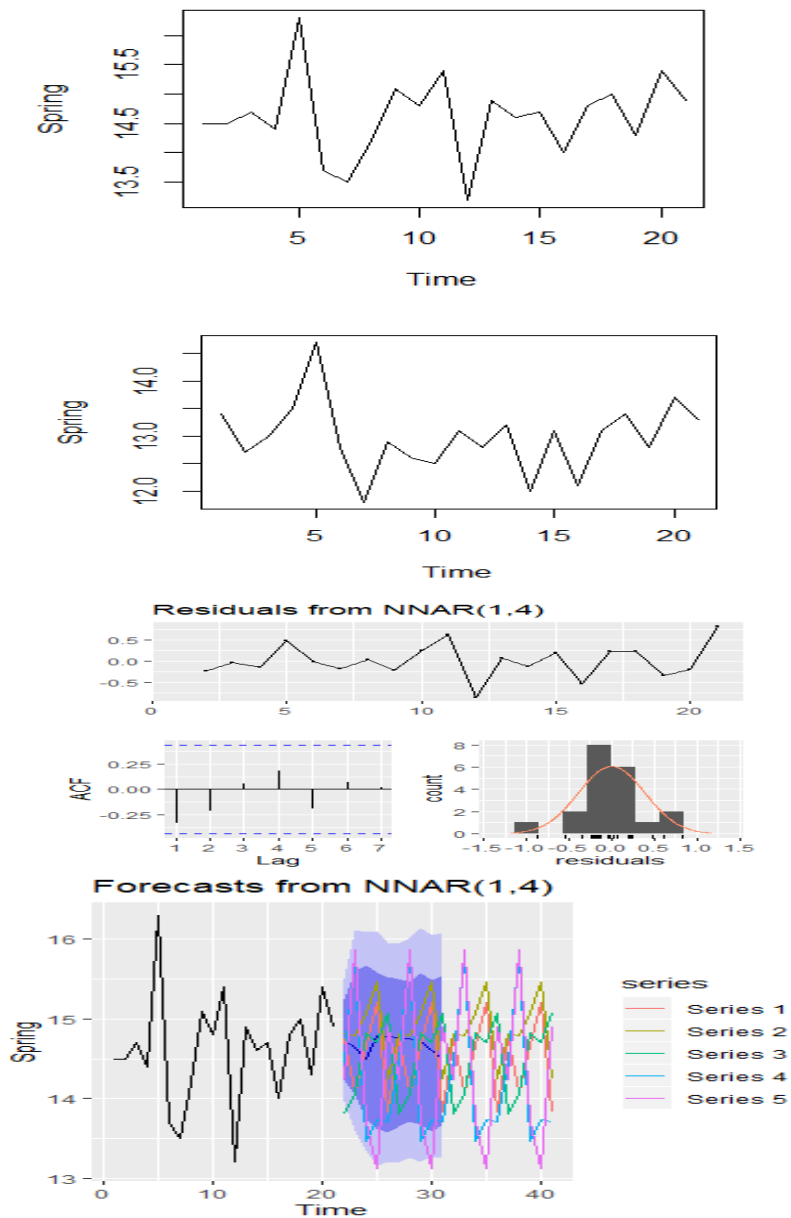 Spring
15.5
14.5
13.5
5 10 15 20
Time
Spring
14.0
13.0
12.0
5 10 15 20
Time
Residuals from NNAR(1,4)
0.5
0.0
-0.5
0 5 10 15 20
ACF
0.25
0.00
-0.25
1 2 3 4 5 6 7
Lag
count
8
6
4
2
0
-1.5 -1.0 -0.5 0.0 0.5 1.0 1.5
residuals
Forecasts from NNAR(1,4)
Spring
16
15
14
13
0 10 20 30 40
Time
series
Series 1
Series 2
Series 3
Series 4
Series 5